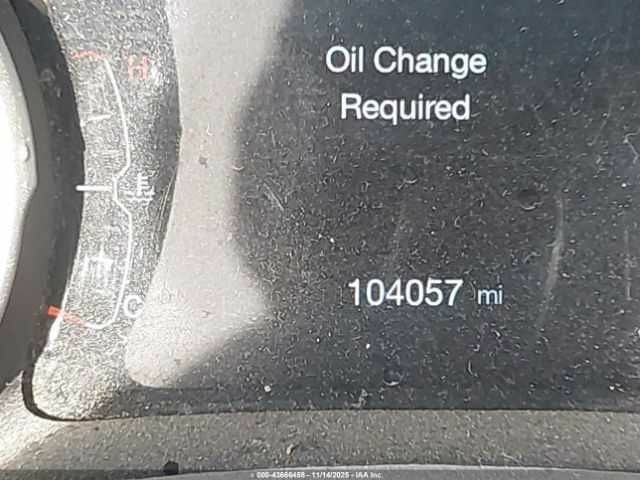 H
Oil Change
Required
104057 mi
C
000-43666458 - 11/14/2025 - IAA Inc.